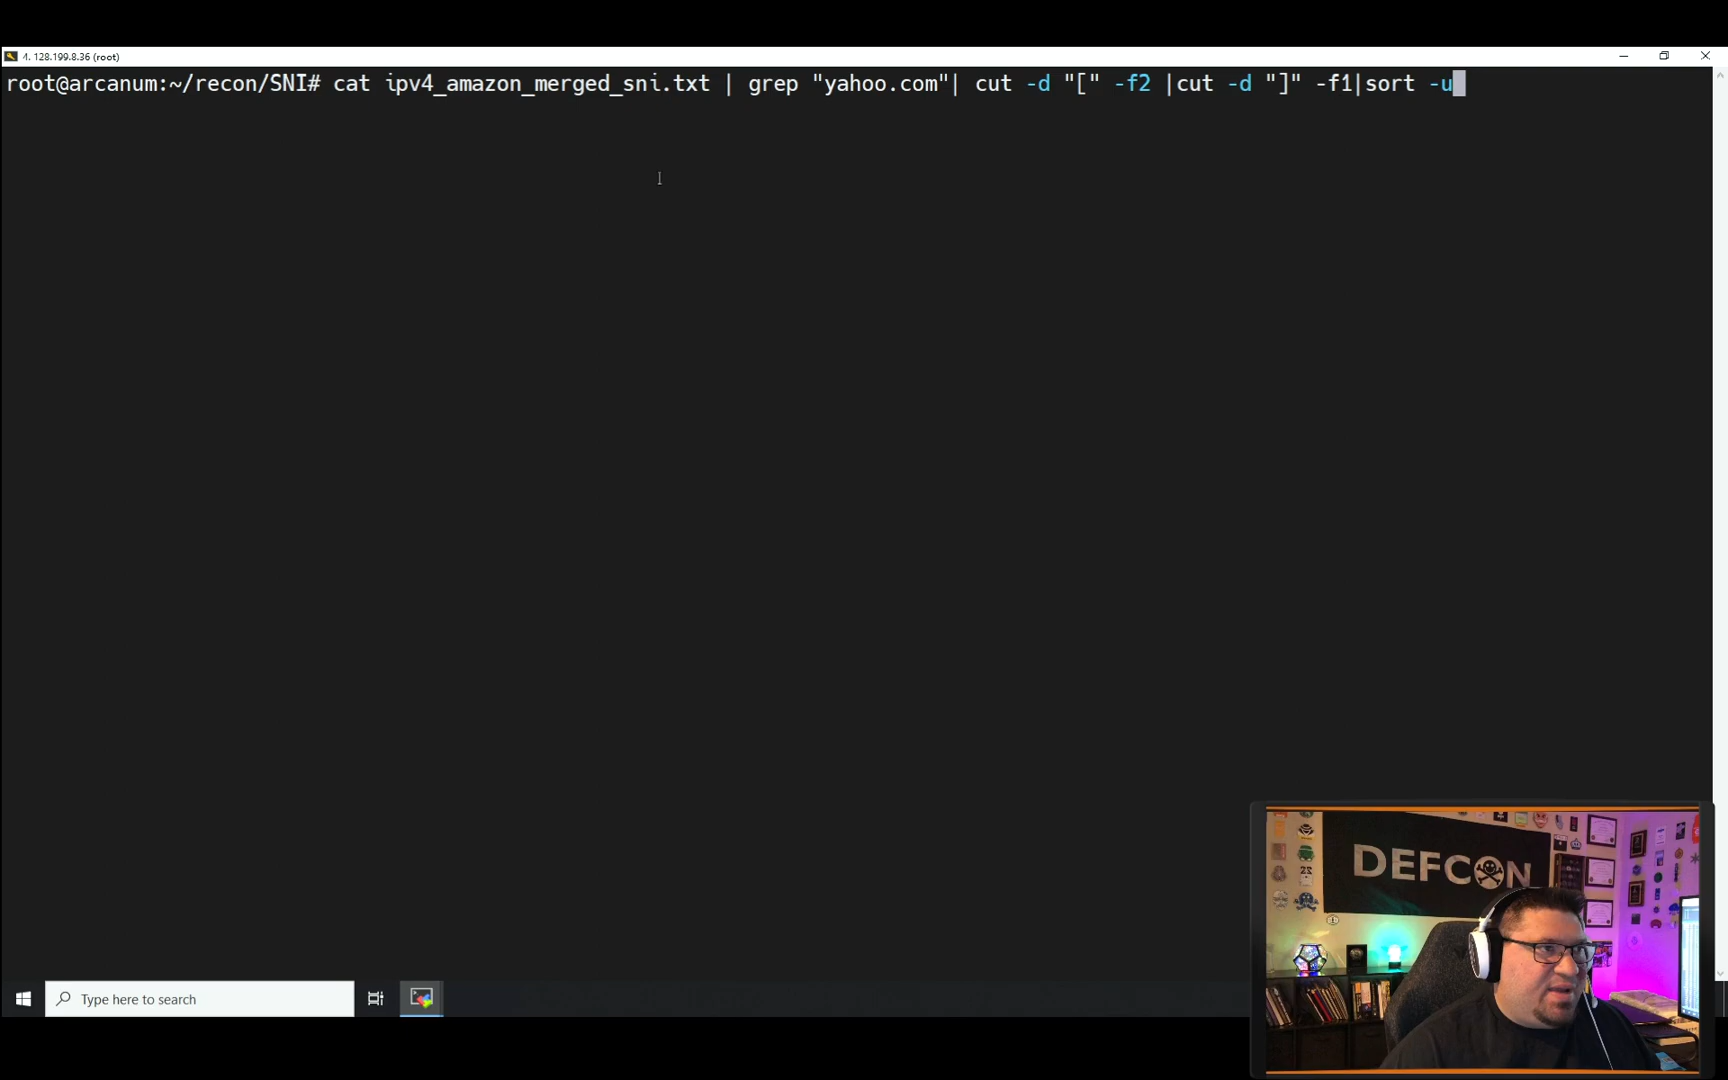 4. 128.199.8.36 (root)
root@arcanum:~/recon/SNI# cat ipv4_amazon_merged_sni.txt | grep "yahoo.com"| cut -d "[" -f2 |cut -d "]" -f1|sort -u
DEFCON
Type here to search